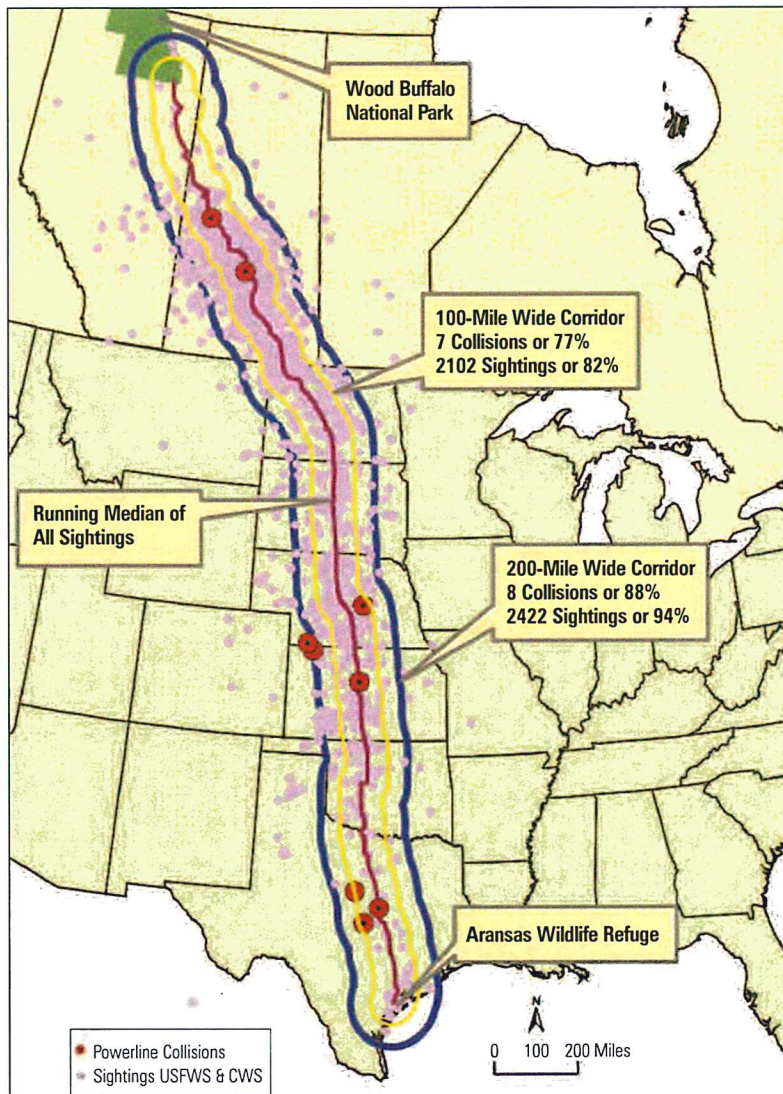 Wood Buffalo
National Park
100-Mile Wide Corridor
7 Collisions or 77%
2102 Sightings or 82%
Running Median of
All Sightings
200-Mile Wide Corridor
8 Collisions or 88%
2422 Sightings or 94%
Aransas Wildlife Refuge
N
0 100 200 Miles
Powerline Collisions
Sightings USFWS & CWS